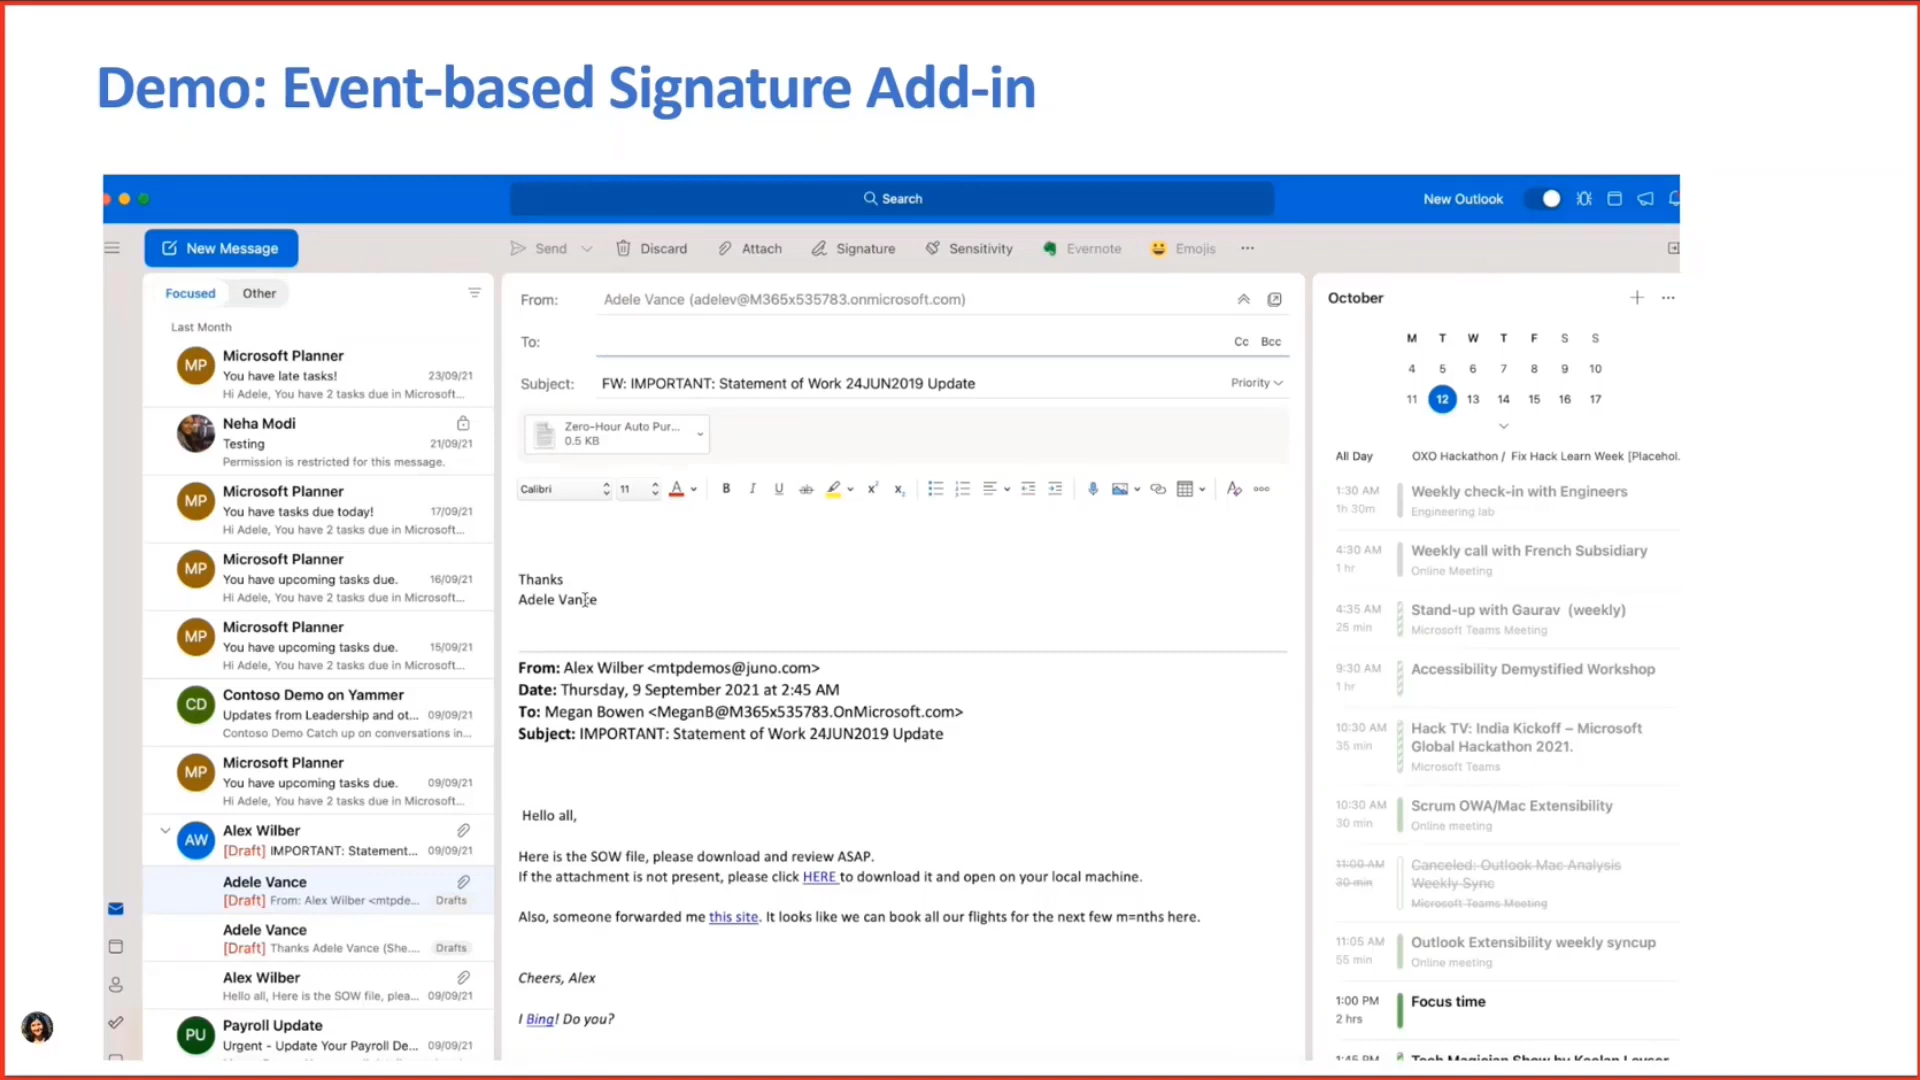 Demo: Event-based Signature Add-in
Search
New Outlook
New Message
Send
Discard
Attach
Signature
Sensitivity
Evernote
Emojis
Focused
Other
Last Month
MP
Microsoft Planner
You have late tasks!
23/09/21
Hi Adele, You have 2 tasks due in Microsoft...
Neha Modi
Testing
21/09/21
Permission is restricted for this message.
MP
Microsoft Planner
You have tasks due today!
17/09/21
Hi Adele, You have 2 tasks due in Microsoft...
MP
Microsoft Planner
You have upcoming tasks due.
16/09/21
Hi Adele, You have 2 tasks due in Microsoft...
MP
Microsoft Planner
You have upcoming tasks due.
15/09/21
Hi Adele, You have 2 tasks due in Microsoft...
CD
Contoso Demo on Yammer
Updates from Leadership and ot...
09/09/21
Contoso Demo Catch up on conversations in...
MP
Microsoft Planner
You have upcoming tasks due.
09/09/21
Hi Adele, You have 2 tasks due in Microsoft...
AW
Alex Wilber
[Draft] IMPORTANT: Statement...
09/09/21
Adele Vance
[Draft] From: Alex Wilber <mtpde...
Drafts
Adele Vance
[Draft] Thanks Adele Vance (She....
Drafts
Alex Wilber
Hello all, Here is the SOW file, plea...
09/09/21
PU
Payroll Update
Urgent - Update Your Payroll De...
09/09/21
From: Adele Vance (adelev@M365x535783.onmicrosoft.com)
To:
Cc Bcc
Subject: FW: IMPORTANT: Statement of Work 24JUN2019 Update
Priority
Zero-Hour Auto Pur...
0.5 KB
Calibri
11
A
B I U ab x² x₂
Thanks
Adele Vance
From: Alex Wilber <mtpdemos@juno.com>
Date: Thursday, 9 September 2021 at 2:45 AM
To: Megan Bowen <MeganB@M365x535783.OnMicrosoft.com>
Subject: IMPORTANT: Statement of Work 24JUN2019 Update
Hello all,
Here is the SOW file, please download and review ASAP.
If the attachment is not present, please click HERE to download it and open on your local machine.
Also, someone forwarded me this site. It looks like we can book all our flights for the next few m=nths here.
Cheers, Alex
I Bing! Do you?
October
M T W T F S S
4 5 6 7 8 9 10
11 12 13 14 15 16 17
All Day
OXO Hackathon / Fix Hack Learn Week [Placehol.
1:30 AM
1h 30m
Weekly check-in with Engineers
Engineering lab
4:30 AM
1 hr
Weekly call with French Subsidiary
Online Meeting
4:35 AM
25 min
Stand-up with Gaurav (weekly)
Microsoft Teams Meeting
9:30 AM
1 hr
Accessibility Demystified Workshop
10:30 AM
35 min
Hack TV: India Kickoff – Microsoft
Global Hackathon 2021.
Microsoft Teams
10:30 AM
30 min
Scrum OWA/Mac Extensibility
Online meeting
11:00 AM
30 min
Canceled: Outlook Mac Analysis
Weekly Sync
Microsoft Teams Meeting
11:05 AM
55 min
Outlook Extensibility weekly syncup
Online meeting
1:00 PM
2 hrs
Focus time
1:45 PM